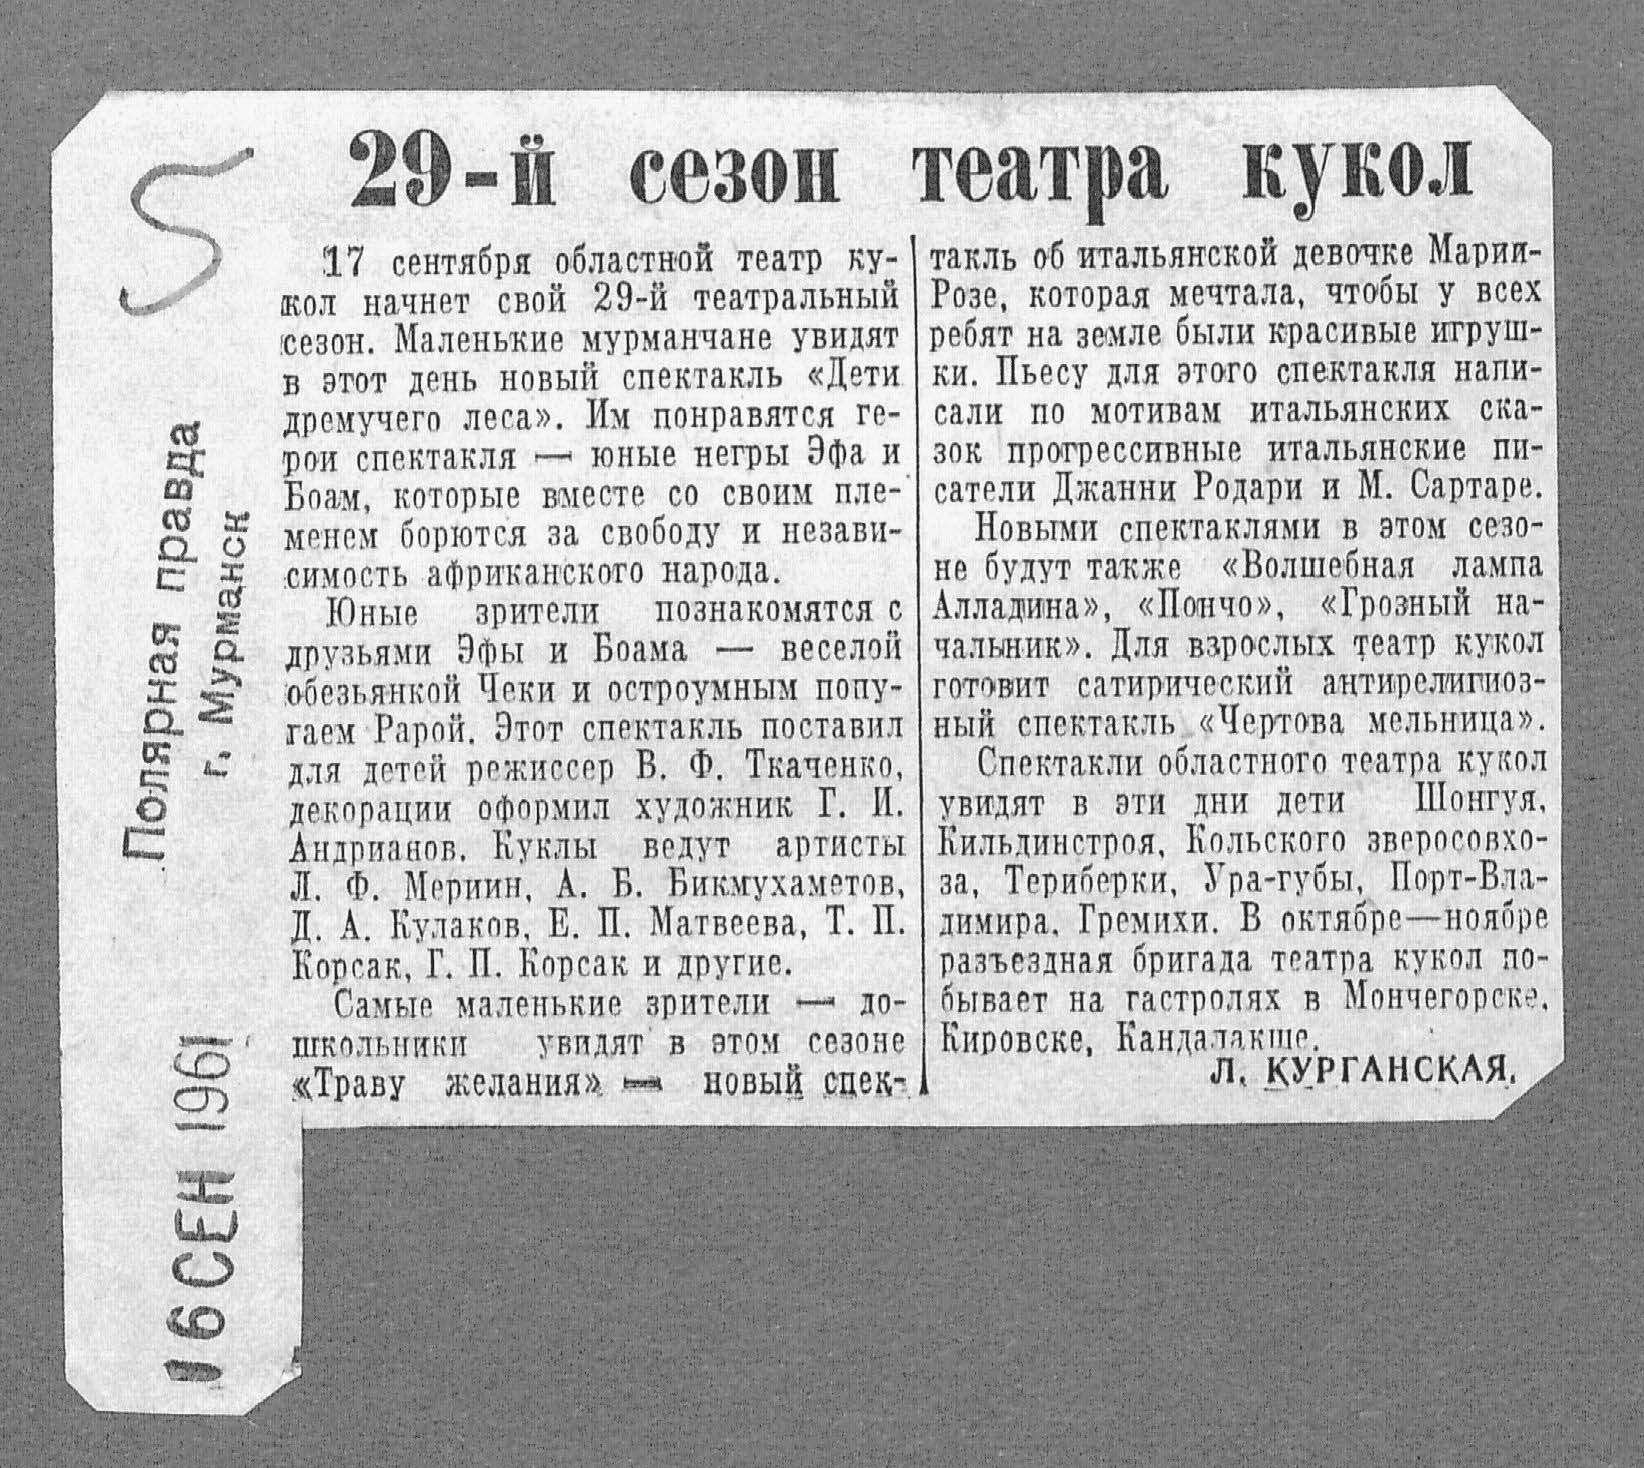 29-й сезон театра кукол
17 сентября областной театр ку-
кол начнет свой 29-й театральный
сезон. Маленькие мурманчане увидят
в этот день новый спектакль «Дети
дремучего леса». Им понравятся ге-
рои спектакля — юные негры Эфа и
Боам, которые вместе со своим пле-
менем борются за свободу и незави-
симость африканского народа.
Юные зрители познакомятся с
друзьями Эфы и Боама — веселой
обезьянкой Чеки и остроумным попу-
гаем Рарой. Этот спектакль поставил
для детей режиссер В. Ф. Ткаченко,
декорации оформил художник Г. И.
Андрианов. Куклы ведут артисты
Л. Ф. Мериин, А. Б. Бикмухаметов,
Д. А. Кулаков, Е. П. Матвеева, Т. П.
Корсак, Г. П. Корсак и другие.
Самые маленькие зрители — до-
школьники увидят в этом сезоне
«Траву желания» — новый спек-
такль об итальянской девочке Марии-
Розе, которая мечтала, чтобы у всех
ребят на земле были красивые игруш-
ки. Пьесу для этого спектакля напи-
сали по мотивам итальянских ска-
зок прогрессивные итальянские пи-
сатели Джанни Родари и М. Сартаре.
Новыми спектаклями в этом сезо-
не будут также «Волшебная лампа
Алладина», «Пончо», «Грозный на-
чальник». Для взрослых театр кукол
готовит сатирический антирелигиоз-
ный спектакль «Чертова мельница».
Спектакли областного театра кукол
увидят в эти дни дети Шонгуя,
Кильдинстроя, Кольского зверосовхо-
за, Териберки, Ура-губы, Порт-Вла-
димира, Гремихи. В октябре—ноябре
разъездная бригада театра кукол по-
бывает на гастролях в Мончегорске,
Кировске, Кандалакше.
Л. КУРГАНСКАЯ.
5
Полярная правда
г. Мурманск
16 СЕН 1961